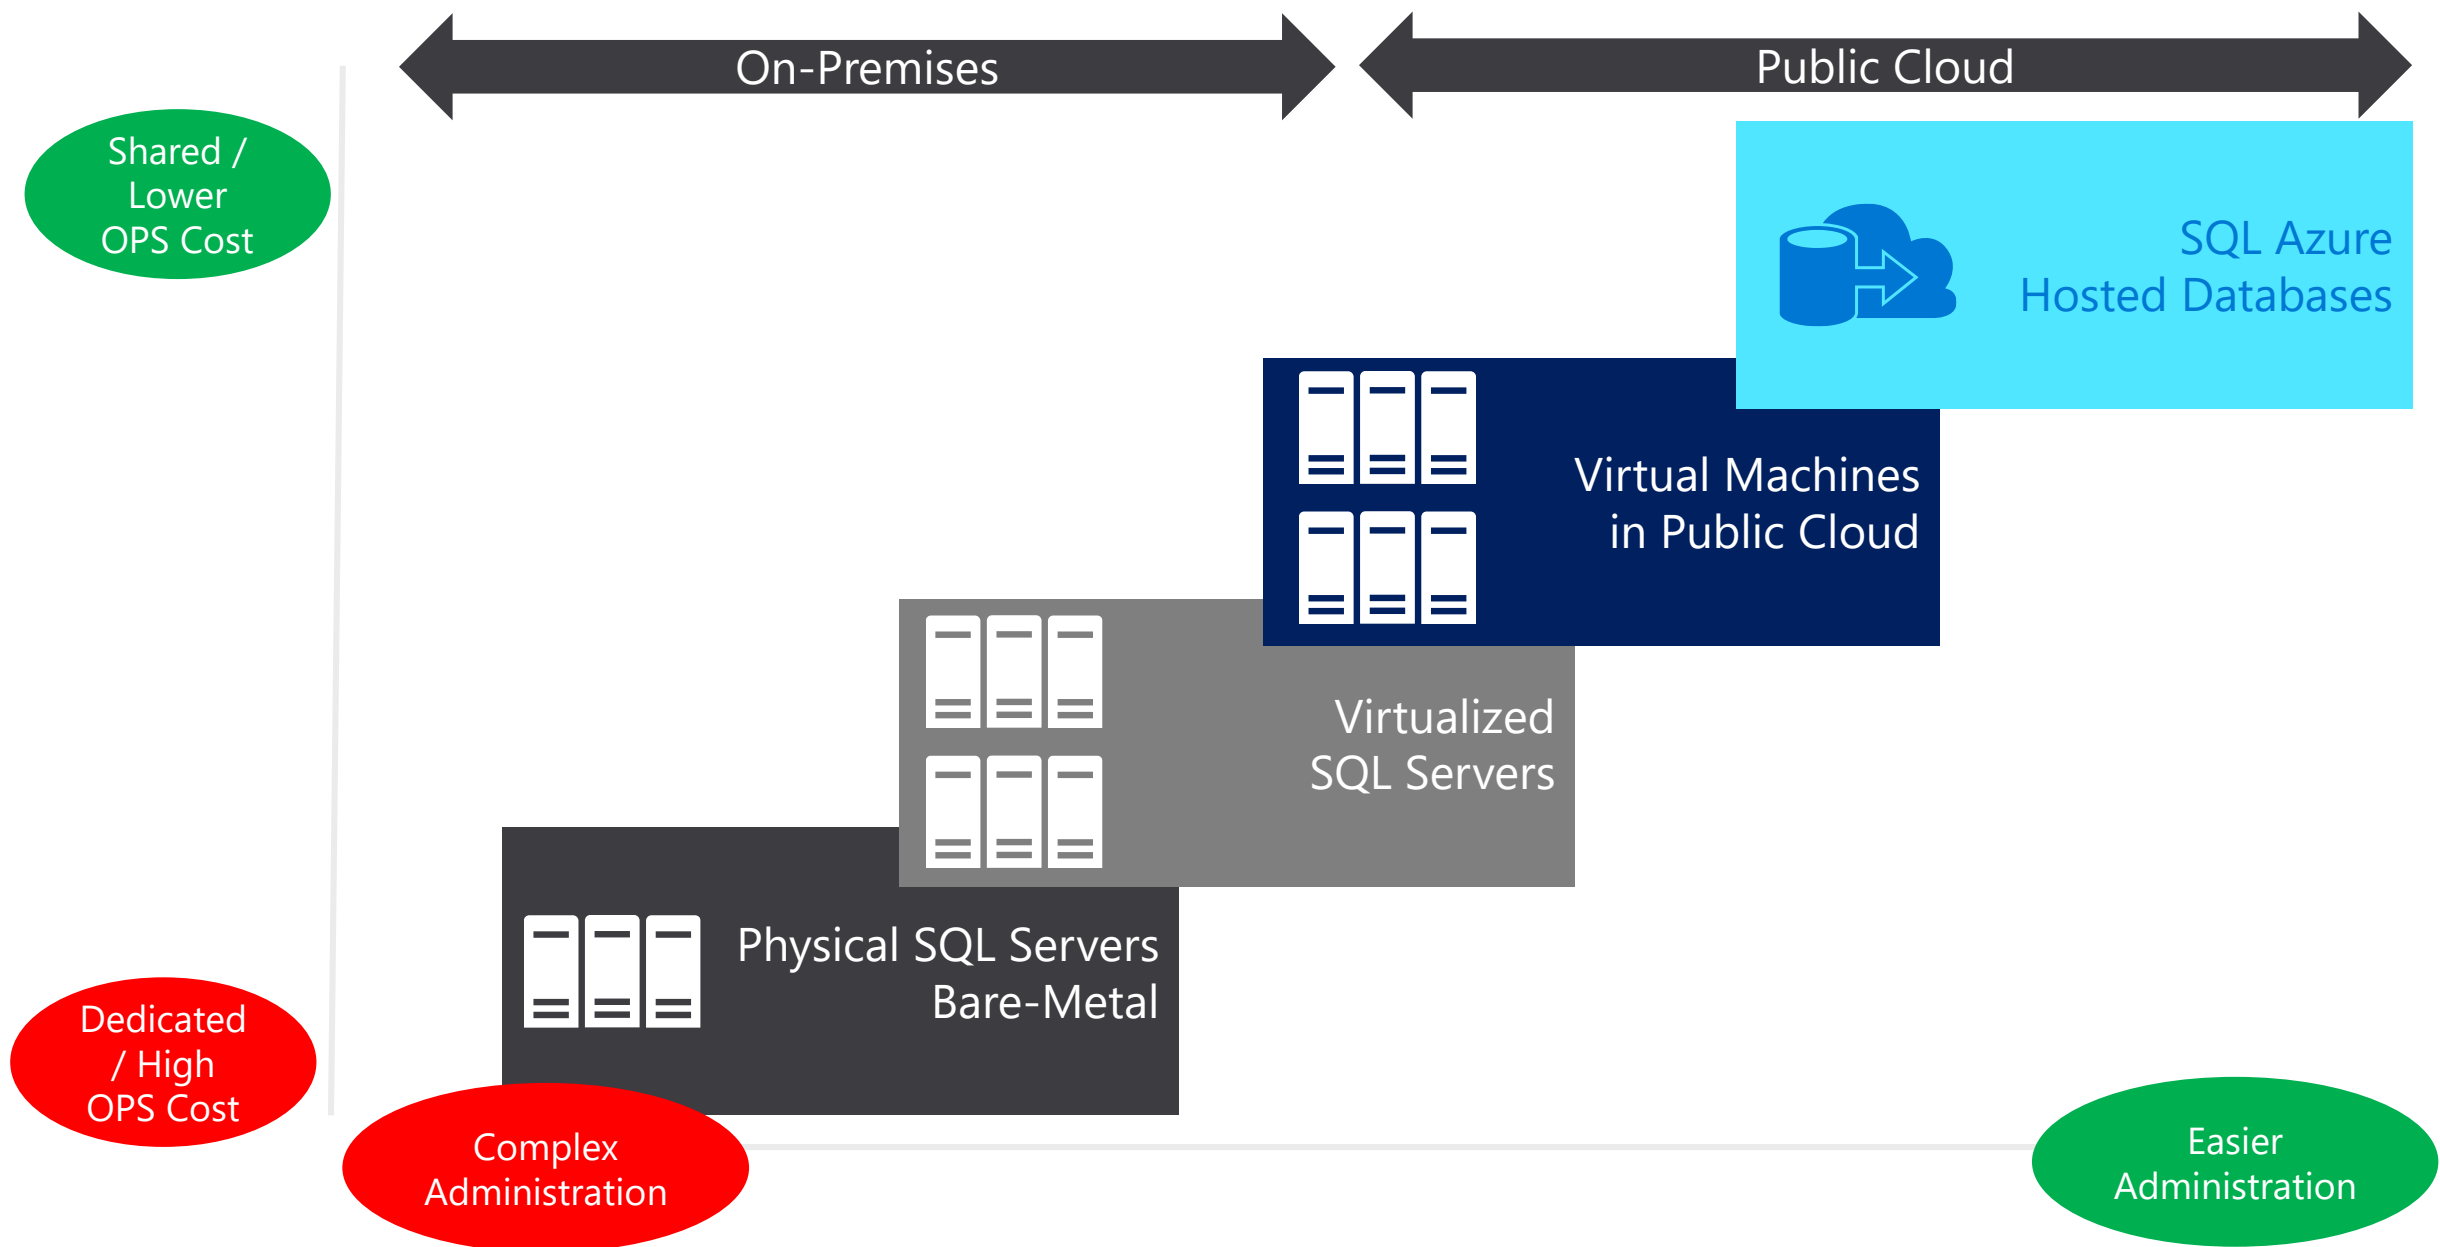 On-Premises
Public Cloud
Shared /
Lower
OPS Cost
SQL Azure
Hosted Databases
Virtual Machines
in Public Cloud
Virtualized
SQL Servers
Physical SQL Servers
Bare-Metal
Dedicated
/ High
OPS Cost
Complex
Administration
Easier
Administration